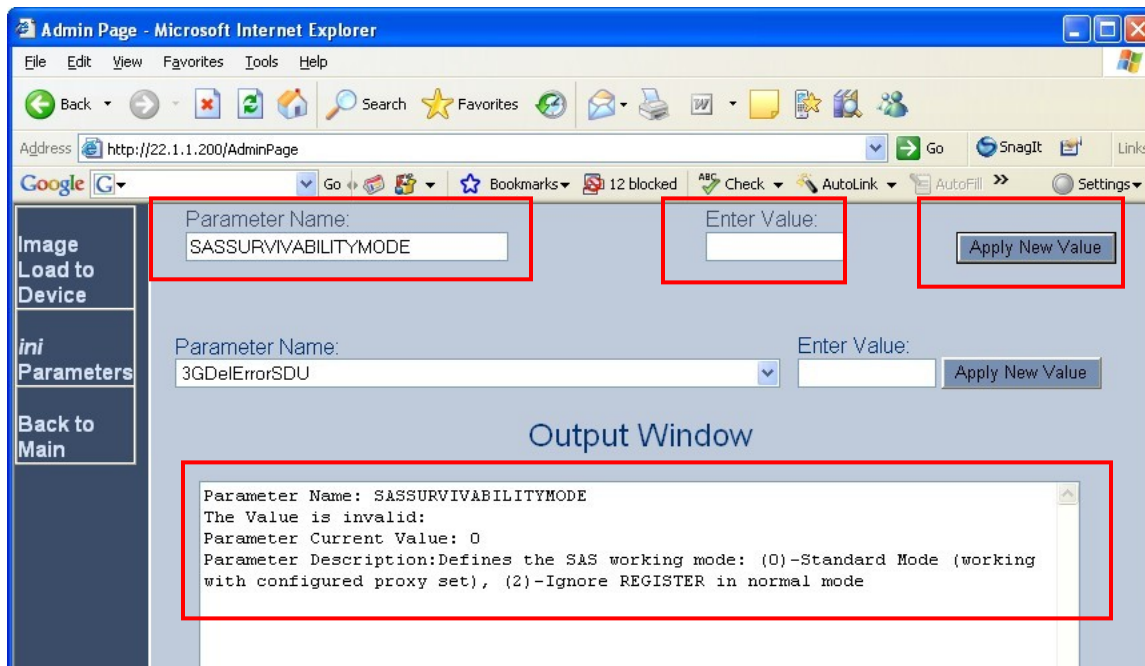 Admin Page - Microsoft Internet Explorer
File Edit View Favorites Tools Help
Back Search Favorites
Address http://22.1.1.200/AdminPage Go SnagIt Links
Google G Go Bookmarks 12 blocked ABC Check AutoLink AutoFill >> Settings
Parameter Name: Enter Value:
SASSURVIVABILITYMODE Apply New Value
Image
Load to
Device
ini
Parameters
Parameter Name: Enter Value:
3GDelErrorSDU Apply New Value
Back to
Main
Output Window
Parameter Name: SASSURVIVABILITYMODE
The Value is invalid:
Parameter Current Value: 0
Parameter Description:Defines the SAS working mode: (0)-Standard Mode (working
with configured proxy set), (2)-Ignore REGISTER in normal mode